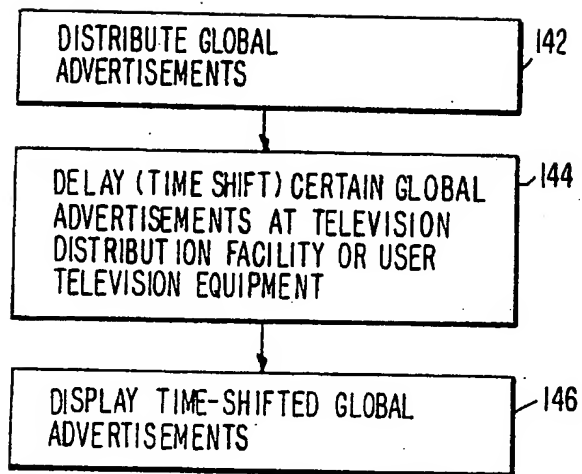 DISTRIBUTE GLOBAL
ADVERTISEMENTS
142
DELAY (TIME SHIFT) CERTAIN GLOBAL
ADVERTISEMENTS AT TELEVISION
DISTRIBUTION FACILITY OR USER
TELEVISION EQUIPMENT
144
DISPLAY TIME-SHIFTED GLOBAL
ADVERTISEMENTS
146